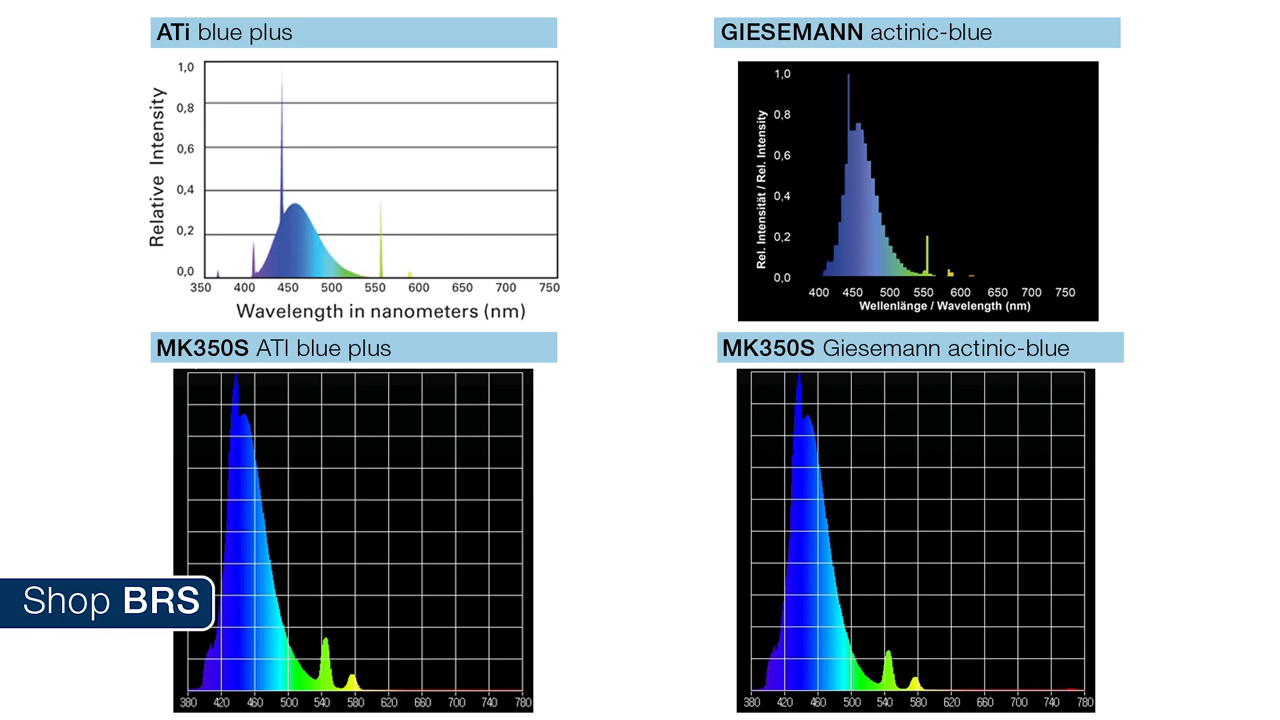 ATi blue plus
GIESEMANN actinic-blue
Relative Intensity
1,0
0,8
0,6
0,4
0,2
0,0
350 400 450 500 550 600 650 700 750
Wavelength in nanometers (nm)
Rel. Intensität / Rel. Intensity
1,0
0,8
0,6
0,4
0,2
0,0
400 450 500 550 600 650 700 750
Wellenlänge / Wavelength (nm)
MK350S ATI blue plus
MK350S Giesemann actinic-blue
380 420 460 500 540 580 620 660 700 740 780
380 420 460 500 540 580 620 660 700 740 780
Shop BRS